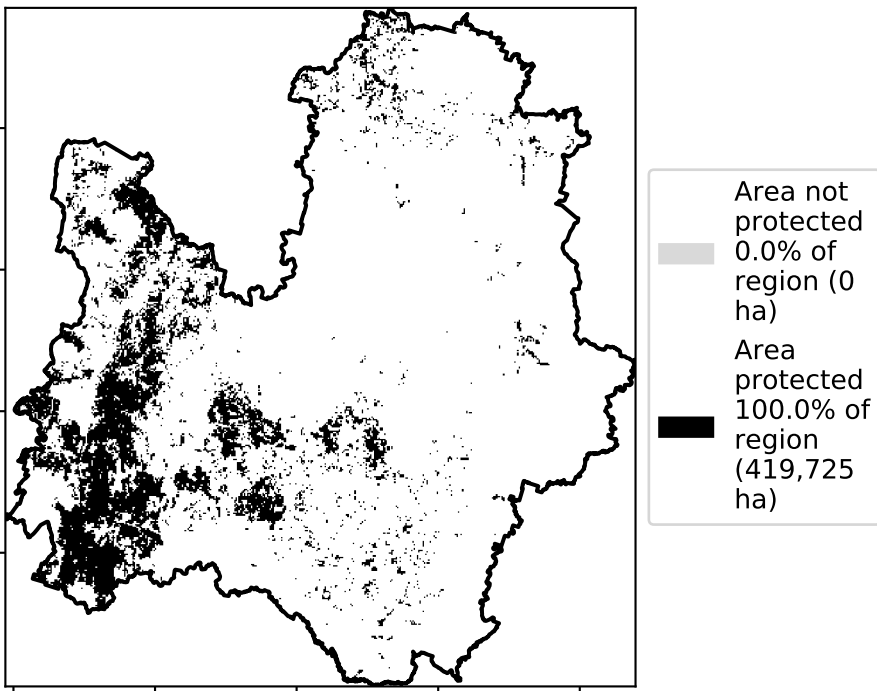 Area not
protected
0.0% of
region (0
ha)
Area
protected
100.0% of
region
(419,725
ha)